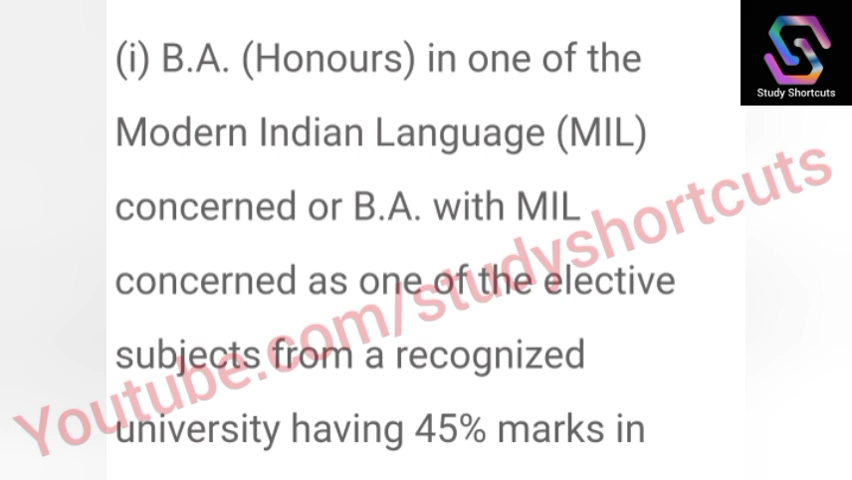 (i) B.A. (Honours) in one of the
Modern Indian Language (MIL)
concerned or B.A. with MIL
concerned as one of the elective
subjects from a recognized
university having 45% marks in
Study Shortcuts
Youtube.com/studyshortcuts